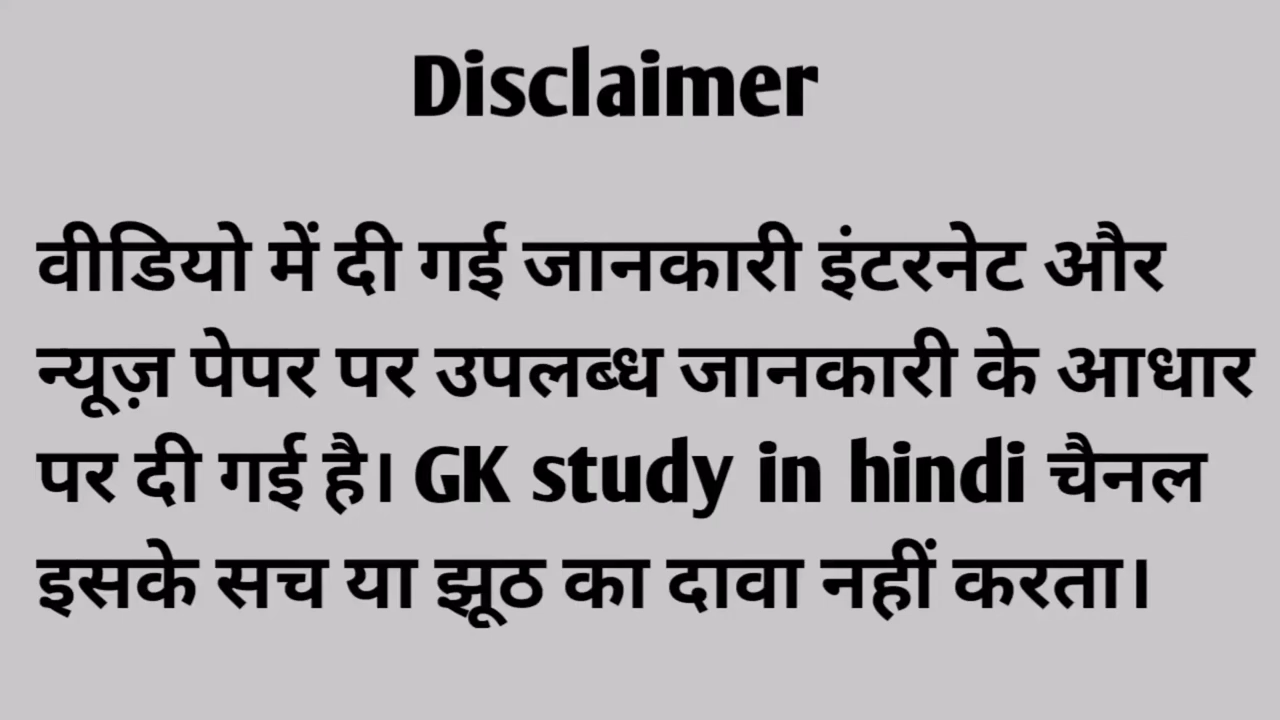 Disclaimer
वीडियो में दी गई जानकारी इंटरनेट और
न्यूज़ पेपर पर उपलब्ध जानकारी के आधार
पर दी गई है। GK study in hindi चैनल
इसके सच या झूठ का दावा नहीं करता।